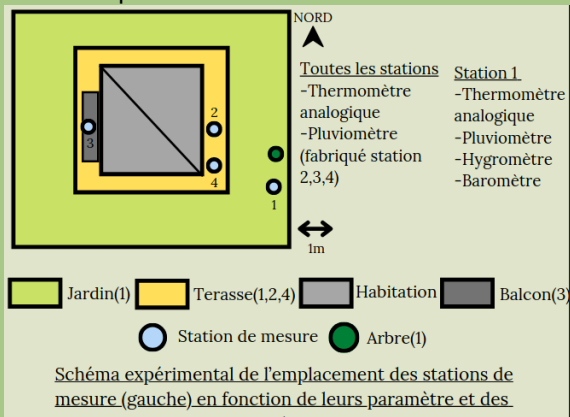 NORD
Toutes les stations
-Thermomètre
analogique
-Pluviomètre
(fabriqué station
2,3,4)
Station 1
-Thermomètre
analogique
-Pluviomètre
-Hygromètre
-Baromètre
2
3
4
1
1m
Jardin(1)
Terasse(1,2,4)
Habitation
Balcon(3)
Station de mesure
Arbre(1)
Schéma expérimental de l'emplacement des stations de
mesure (gauche) en fonction de leurs paramètre et des